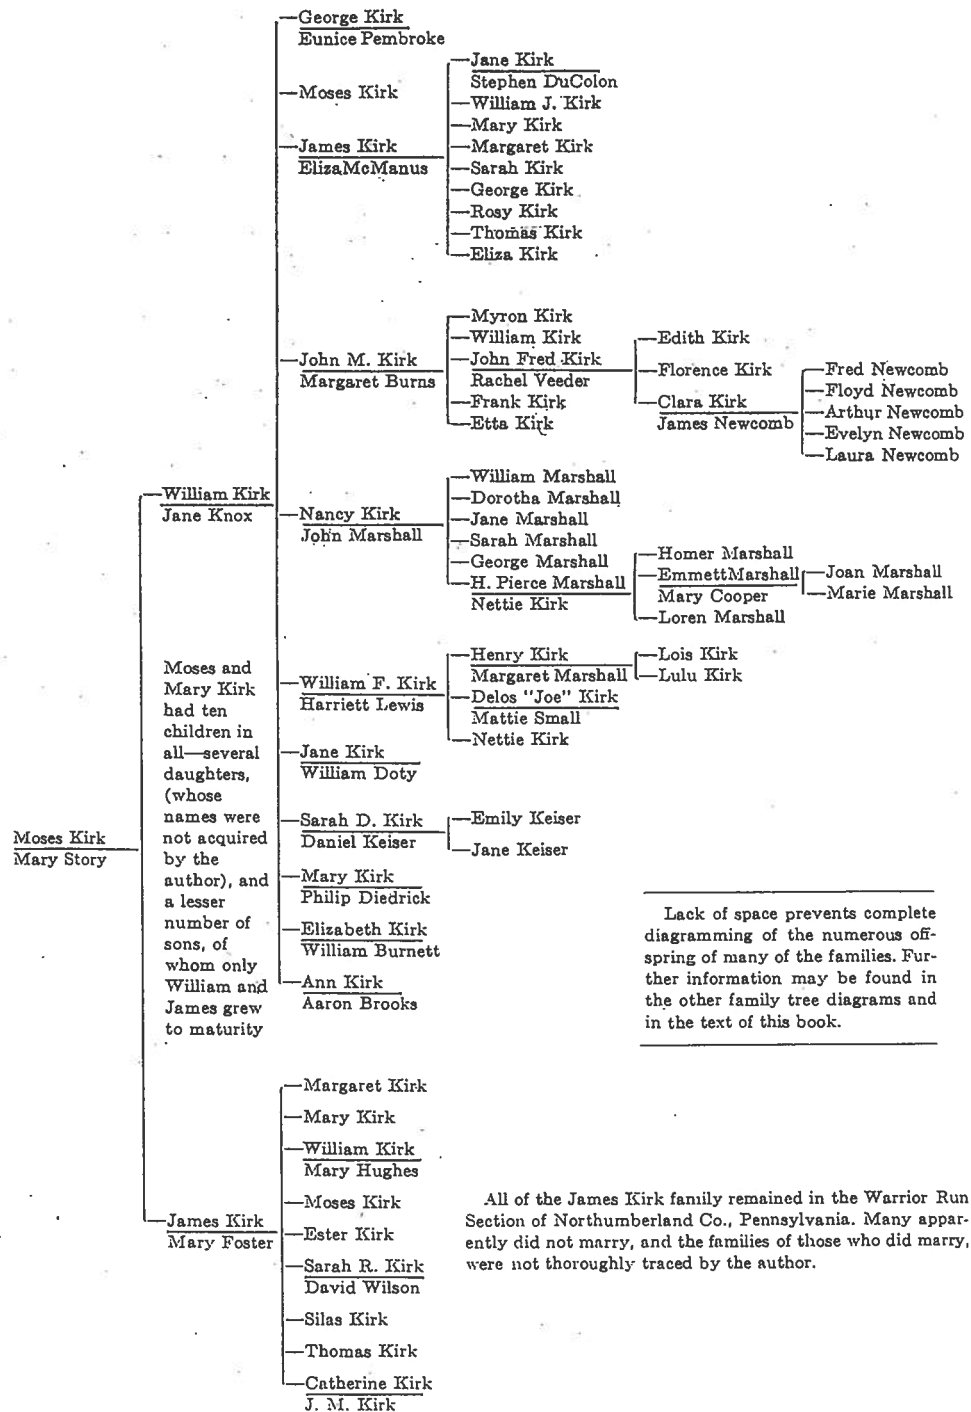 George Kirk
Eunice Pembroke
Moses Kirk
James Kirk
ElizaMcManus
Jane Kirk
Stephen DuColon
William J. Kirk
Mary Kirk
Margaret Kirk
Sarah Kirk
George Kirk
Rosy Kirk
Thomas Kirk
Eliza Kirk
John M. Kirk
Margaret Burns
Myron Kirk
William Kirk
John Fred Kirk
Rachel Veeder
Frank Kirk
Etta Kirk
Edith Kirk
Florence Kirk
Clara Kirk
James Newcomb
Fred Newcomb
Floyd Newcomb
Arthur Newcomb
Evelyn Newcomb
Laura Newcomb
William Kirk
Jane Knox
Nancy Kirk
John Marshall
William Marshall
Dorotha Marshall
Jane Marshall
Sarah Marshall
George Marshall
H. Pierce Marshall
Nettie Kirk
Homer Marshall
EmmettMarshall
Mary Cooper
Loren Marshall
Joan Marshall
Marie Marshall
William F. Kirk
Harriett Lewis
Henry Kirk
Margaret Marshall
Delos "Joe" Kirk
Mattie Small
Nettie Kirk
Lois Kirk
Lulu Kirk
Moses and
Mary Kirk
had ten
children in
all—several
daughters,
(whose
names were
not acquired
by the
author), and
a lesser
number of
sons, of
whom only
William and
James grew
to maturity
Jane Kirk
William Doty
Moses Kirk
Mary Story
Sarah D. Kirk
Daniel Keiser
Emily Keiser
Jane Keiser
Mary Kirk
Philip Diedrick
Elizabeth Kirk
William Burnett
Ann Kirk
Aaron Brooks
Lack of space prevents complete
diagramming of the numerous off-
spring of many of the families. Fur-
ther information may be found in
the other family tree diagrams and
in the text of this book.
James Kirk
Mary Foster
Margaret Kirk
Mary Kirk
William Kirk
Mary Hughes
Moses Kirk
Ester Kirk
Sarah R. Kirk
David Wilson
Silas Kirk
Thomas Kirk
Catherine Kirk
J. M. Kirk
All of the James Kirk family remained in the Warrior Run
Section of Northumberland Co., Pennsylvania. Many appar-
ently did not marry, and the families of those who did marry,
were not thoroughly traced by the author.